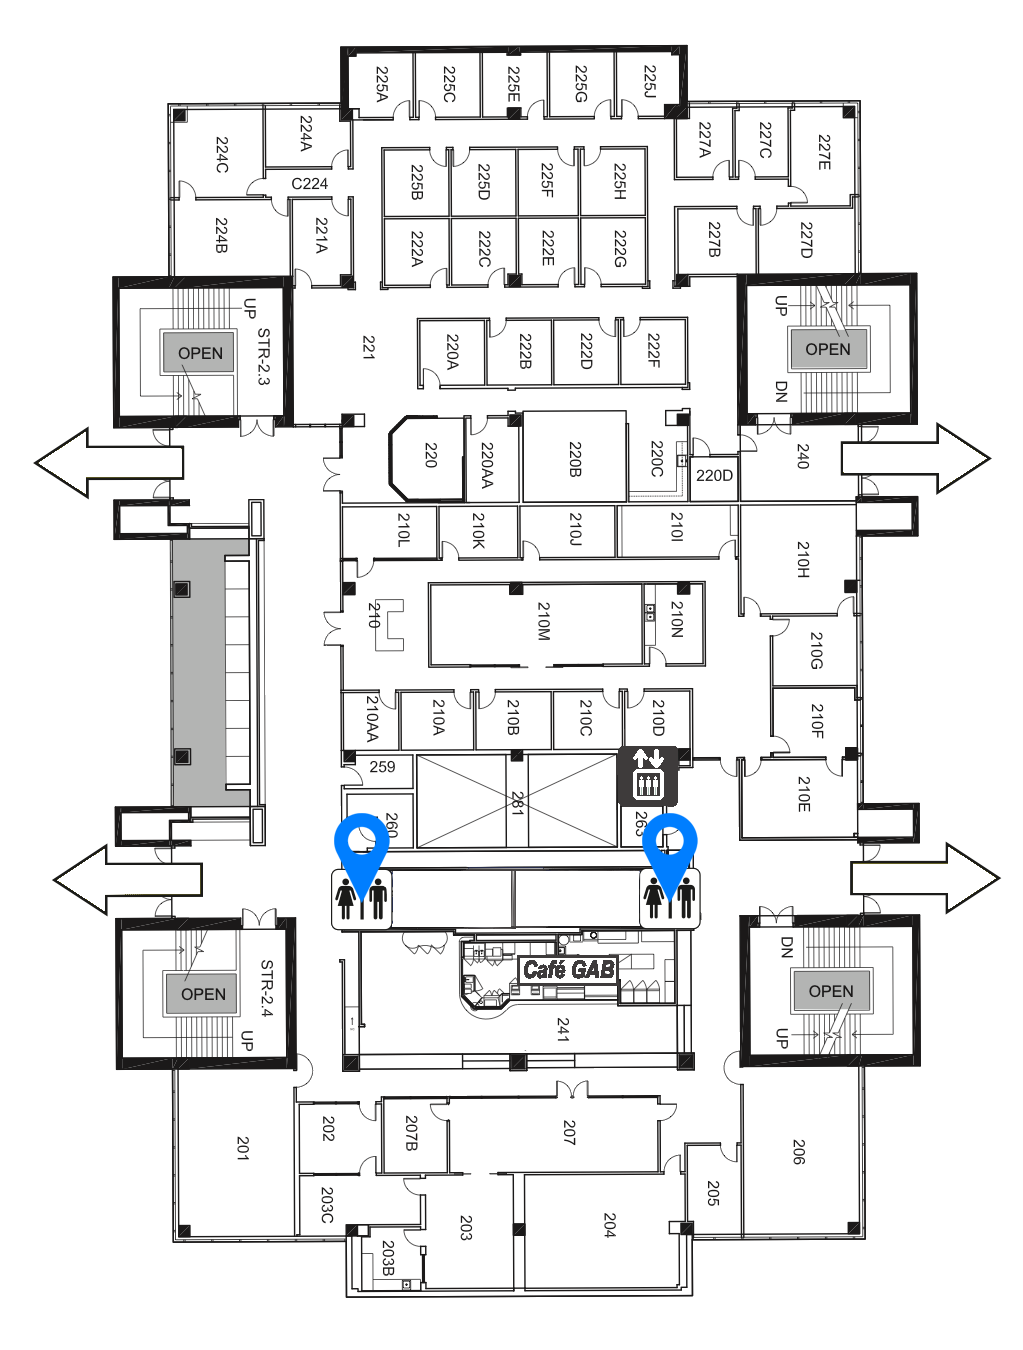 225A
225C
225E
225G
225J
224C
224A
227A
227C
227E
C224
225B
225D
225F
225H
224B
221A
222A
222C
222E
222G
227B
227D
UP
STR-2.3
OPEN
221
220A
222B
222D
222F
UP
OPEN
DN
220
220AA
220B
220C
220D
240
210L
210K
210J
210I
210H
210
210M
210N
210G
210AA
210A
210B
210C
210D
210F
259
281
260
263
210E
STR-2.4
OPEN
UP
Café GAB
241
DN
OPEN
UP
201
202
207B
207
206
203C
203
204
205
203B